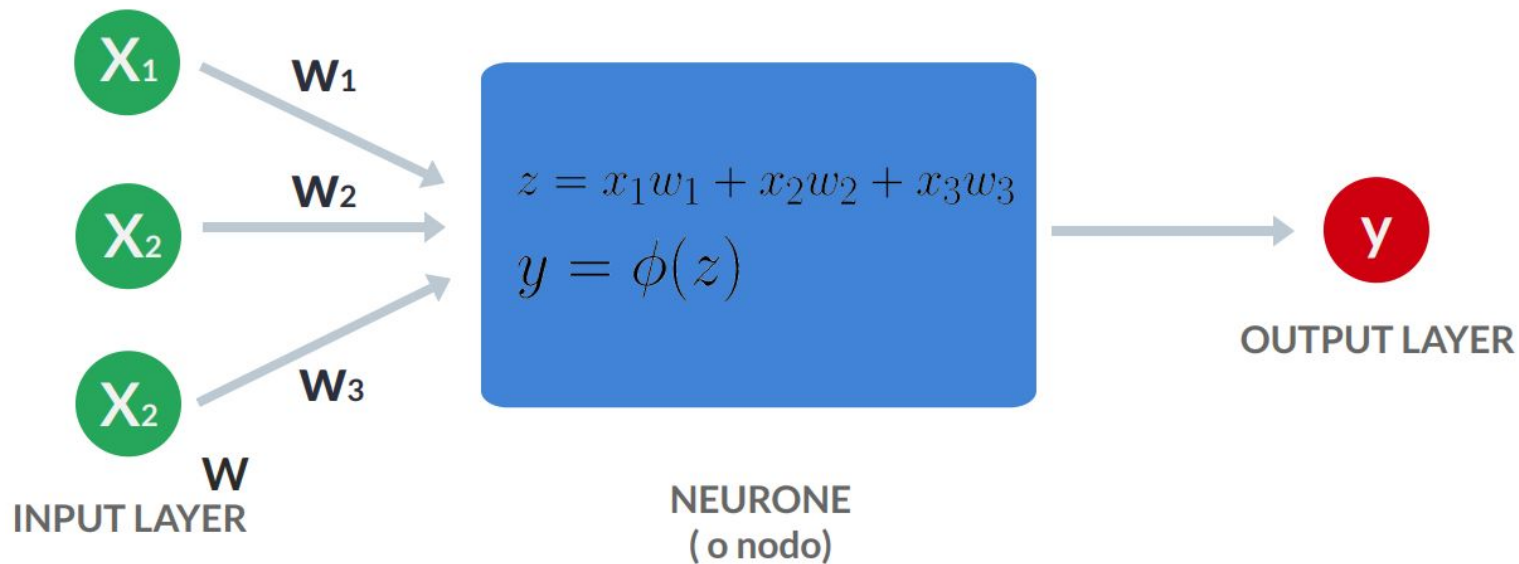 X1
W1
W2
X2
W3
X2
W
INPUT LAYER
z = x1w1 + x2w2 + x3w3
y = ϕ(z)
NEURONE
( o nodo)
y
OUTPUT LAYER